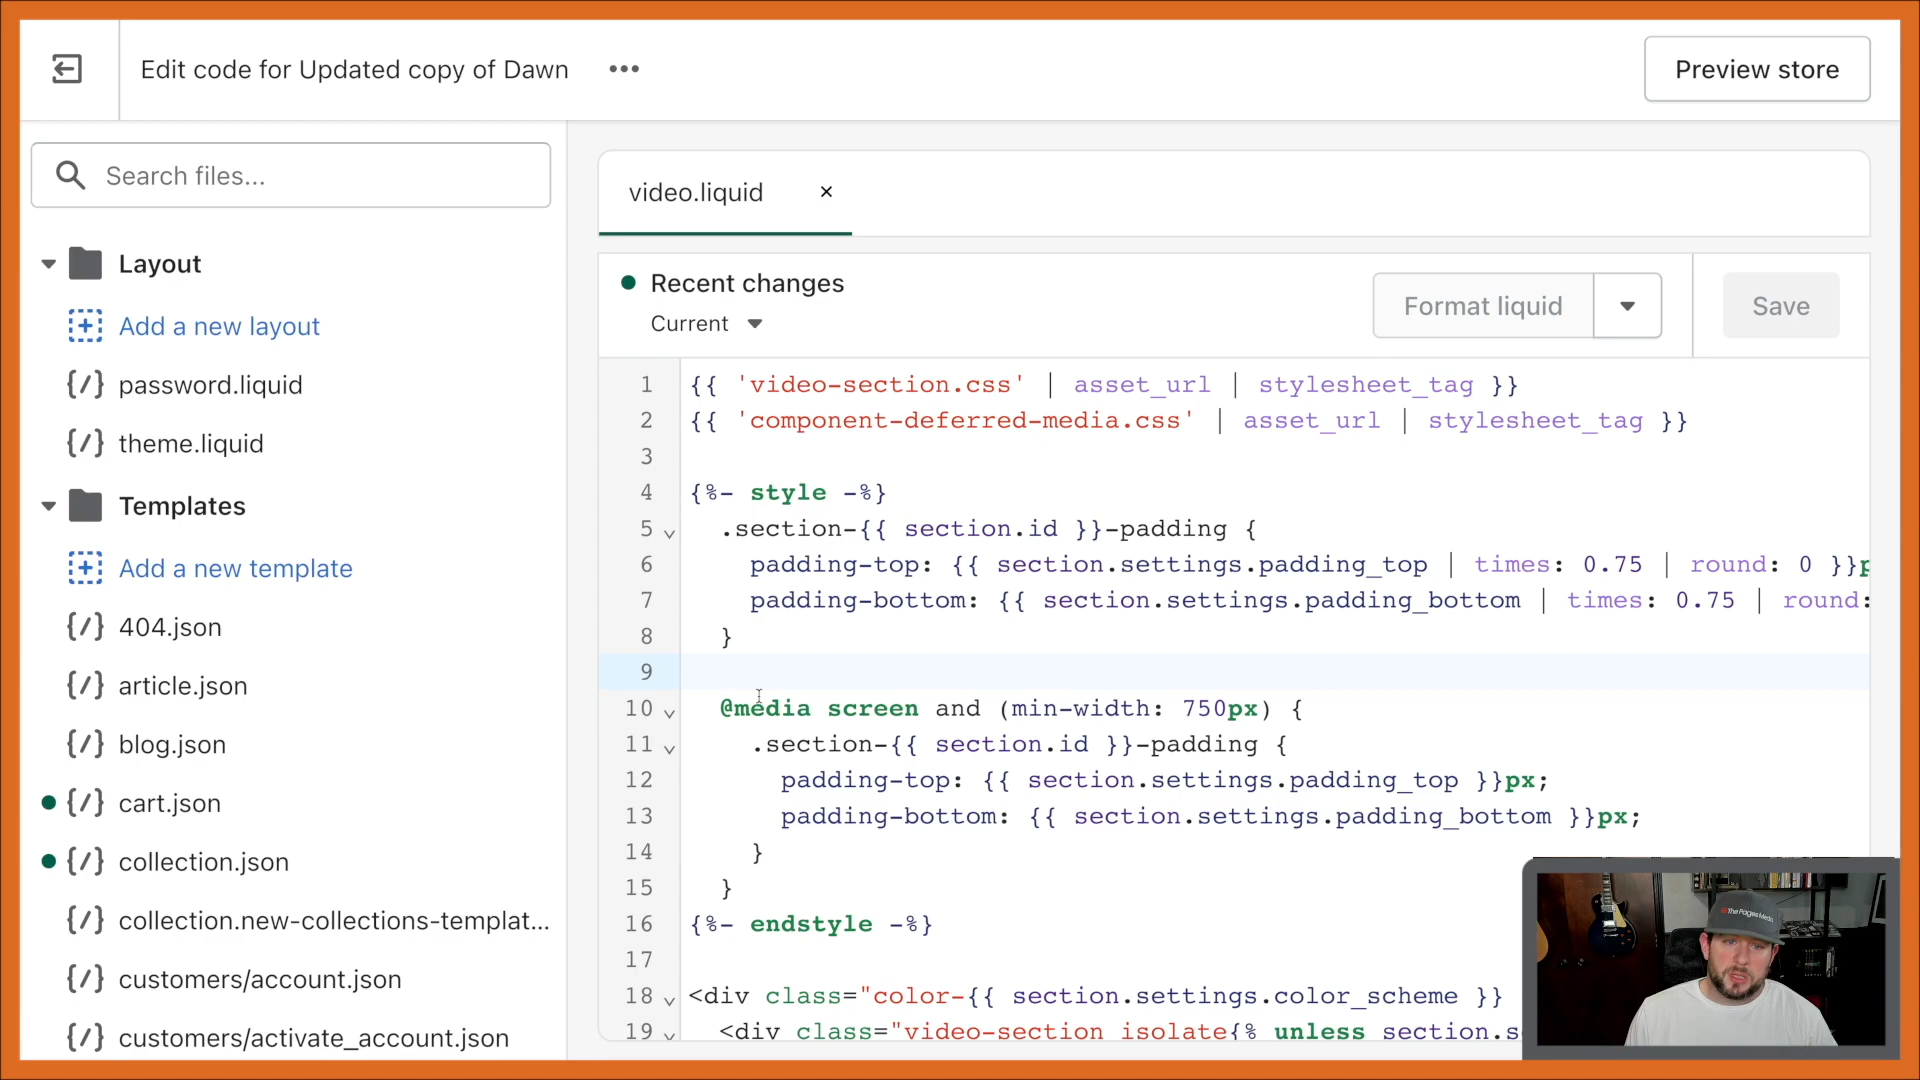 Edit code for Updated copy of Dawn
Preview store
Search files...
Layout
Add a new layout
{/} password.liquid
{/} theme.liquid
Templates
Add a new template
{/} 404.json
{/} article.json
{/} blog.json
{/} cart.json
{/} collection.json
{/} collection.new-collections-templat...
{/} customers/account.json
{/} customers/activate_account.json
video.liquid ×
Recent changes
Current
Format liquid
Save
1 {{ 'video-section.css' | asset_url | stylesheet_tag }}
2 {{ 'component-deferred-media.css' | asset_url | stylesheet_tag }}
3
4 {%- style -%}
5 .section-{{ section.id }}-padding {
6 padding-top: {{ section.settings.padding_top | times: 0.75 | round: 0 }}p
7 padding-bottom: {{ section.settings.padding_bottom | times: 0.75 | round:
8 }
9
10 @media screen and (min-width: 750px) {
11 .section-{{ section.id }}-padding {
12 padding-top: {{ section.settings.padding_top }}px;
13 padding-bottom: {{ section.settings.padding_bottom }}px;
14 }
15 }
16 {%- endstyle -%}
17
18 <div class="color-{{ section.settings.color_scheme }}
19 <div class="video-section isolate{% unless section.s
The Pages Media